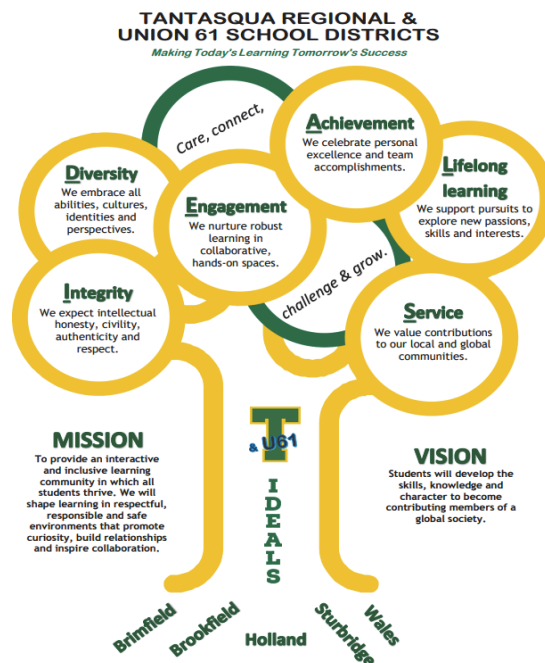 TANTASQUA REGIONAL &
UNION 61 SCHOOL DISTRICTS
Making Today's Learning Tomorrow's Success
Care, connect,
challenge & grow.
Achievement
We celebrate personal
excellence and team
accomplishments.
Diversity
We embrace all
abilities, cultures,
identities and
perspectives.
Engagement
We nurture robust
learning in
collaborative,
hands-on spaces.
Lifelong
learning
We support pursuits to
explore new passions,
skills and interests.
Integrity
We expect intellectual
honesty, civility,
authenticity and
respect.
Service
We value contributions
to our local and global
communities.
MISSION
To provide an interactive
and inclusive learning
community in which all
students thrive. We will
shape learning in respectful,
responsible and safe
environments that promote
curiosity, build relationships
and inspire collaboration.
T
& U61
IDEALS
VISION
Students will develop the
skills, knowledge and
character to become
contributing members of a
global society.
Brimfield
Brookfield
Holland
Sturbridge
Wales